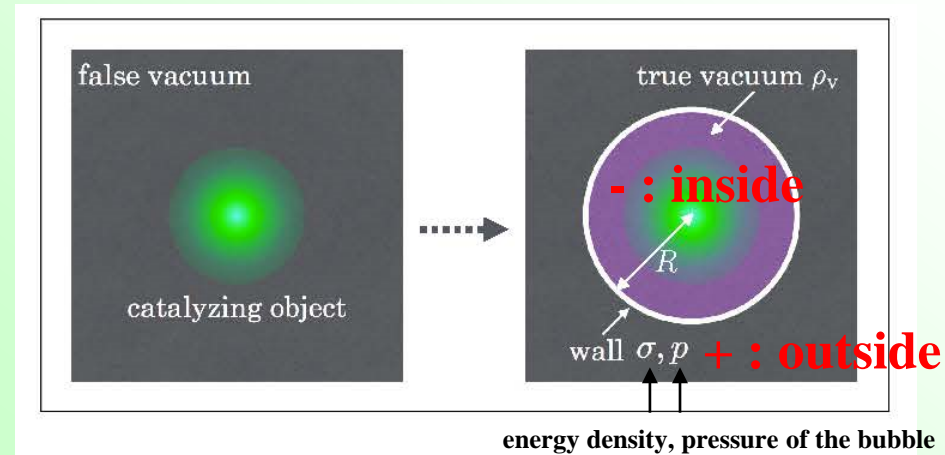 false vacuum
catalyzing object
true vacuum ρᵥ
- : inside
R
wall σ, p + : outside
energy density, pressure of the bubble